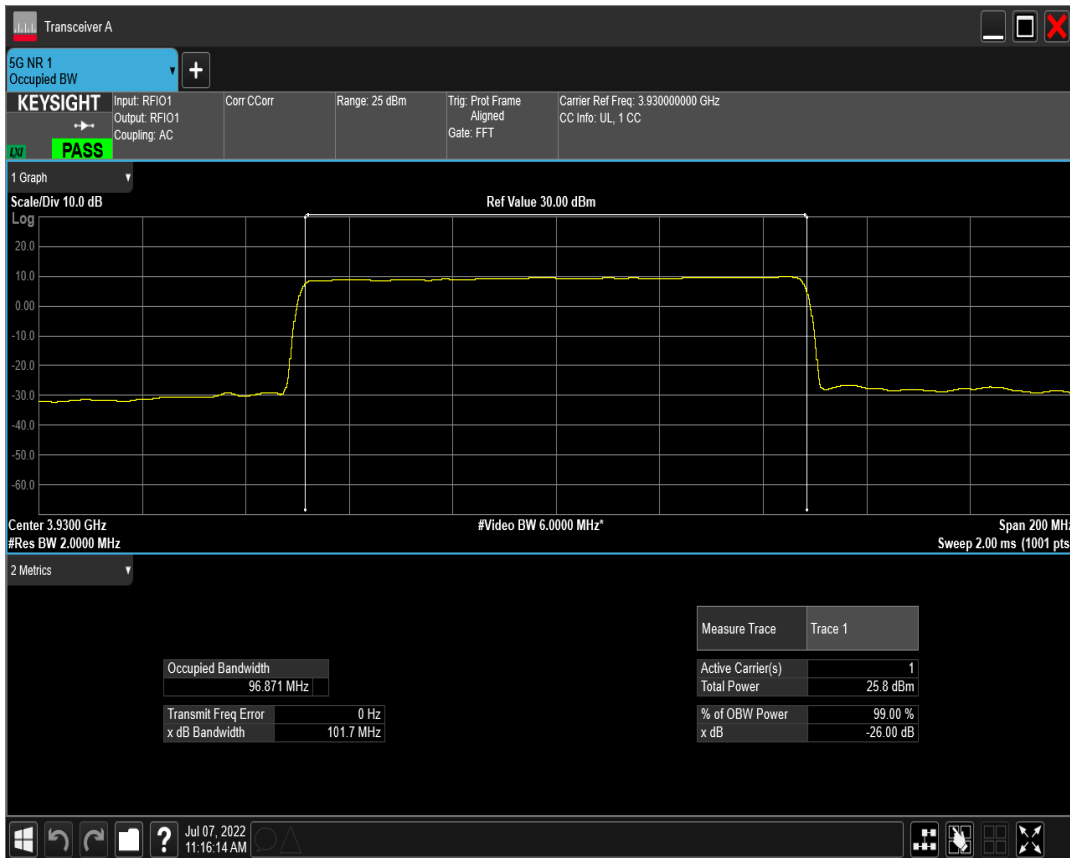 Transceiver A
5G NR 1
Occupied BW
+
KEYSIGHT
LXI
PASS
Input: RFIO1
Output: RFIO1
Coupling: AC
Corr CCorr
Range: 25 dBm
Trig: Prot Frame
Aligned
Gate: FFT
Carrier Ref Freq: 3.930000000 GHz
CC Info: UL, 1 CC
1 Graph
Scale/Div 10.0 dB
Ref Value 30.00 dBm
Log
20.0
10.0
0.00
-10.0
-20.0
-30.0
-40.0
-50.0
-60.0
Center 3.9300 GHz
#Video BW 6.0000 MHz*
Span 200 MHz
#Res BW 2.0000 MHz
Sweep 2.00 ms (1001 pts
2 Metrics
Measure Trace Trace 1
Occupied Bandwidth
96.871 MHz
Active Carrier(s) 1
Total Power 25.8 dBm
Transmit Freq Error 0 Hz
x dB Bandwidth 101.7 MHz
% of OBW Power 99.00 %
x dB -26.00 dB
?
Jul 07, 2022
11:16:14 AM